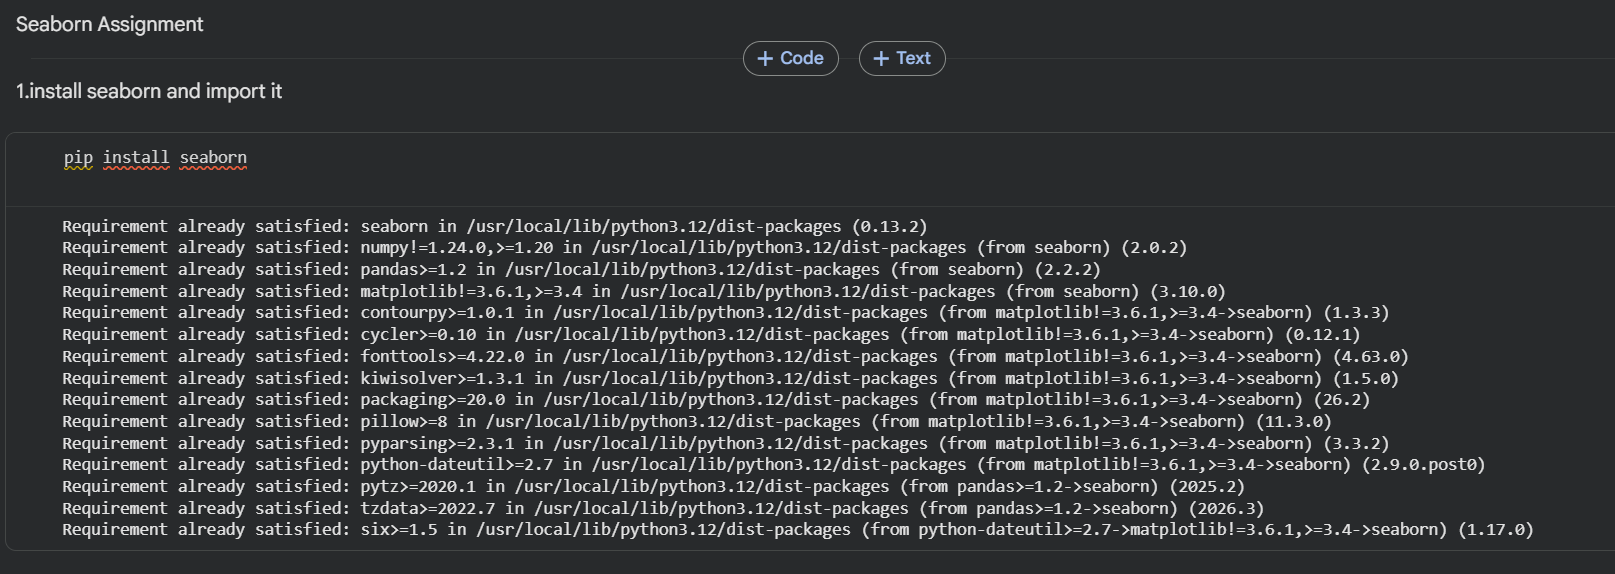 Seaborn Assignment
+ Code
+ Text
1.install seaborn and import it
pip install seaborn
Requirement already satisfied: seaborn in /usr/local/lib/python3.12/dist-packages (0.13.2)
Requirement already satisfied: numpy!=1.24.0,>=1.20 in /usr/local/lib/python3.12/dist-packages (from seaborn) (2.0.2)
Requirement already satisfied: pandas>=1.2 in /usr/local/lib/python3.12/dist-packages (from seaborn) (2.2.2)
Requirement already satisfied: matplotlib!=3.6.1,>=3.4 in /usr/local/lib/python3.12/dist-packages (from seaborn) (3.10.0)
Requirement already satisfied: contourpy>=1.0.1 in /usr/local/lib/python3.12/dist-packages (from matplotlib!=3.6.1,>=3.4->seaborn) (1.3.3)
Requirement already satisfied: cycler>=0.10 in /usr/local/lib/python3.12/dist-packages (from matplotlib!=3.6.1,>=3.4->seaborn) (0.12.1)
Requirement already satisfied: fonttools>=4.22.0 in /usr/local/lib/python3.12/dist-packages (from matplotlib!=3.6.1,>=3.4->seaborn) (4.63.0)
Requirement already satisfied: kiwisolver>=1.3.1 in /usr/local/lib/python3.12/dist-packages (from matplotlib!=3.6.1,>=3.4->seaborn) (1.5.0)
Requirement already satisfied: packaging>=20.0 in /usr/local/lib/python3.12/dist-packages (from matplotlib!=3.6.1,>=3.4->seaborn) (26.2)
Requirement already satisfied: pillow>=8 in /usr/local/lib/python3.12/dist-packages (from matplotlib!=3.6.1,>=3.4->seaborn) (11.3.0)
Requirement already satisfied: pyparsing>=2.3.1 in /usr/local/lib/python3.12/dist-packages (from matplotlib!=3.6.1,>=3.4->seaborn) (3.3.2)
Requirement already satisfied: python-dateutil>=2.7 in /usr/local/lib/python3.12/dist-packages (from matplotlib!=3.6.1,>=3.4->seaborn) (2.9.0.post0)
Requirement already satisfied: pytz>=2020.1 in /usr/local/lib/python3.12/dist-packages (from pandas>=1.2->seaborn) (2025.2)
Requirement already satisfied: tzdata>=2022.7 in /usr/local/lib/python3.12/dist-packages (from pandas>=1.2->seaborn) (2026.3)
Requirement already satisfied: six>=1.5 in /usr/local/lib/python3.12/dist-packages (from python-dateutil>=2.7->matplotlib!=3.6.1,>=3.4->seaborn) (1.17.0)